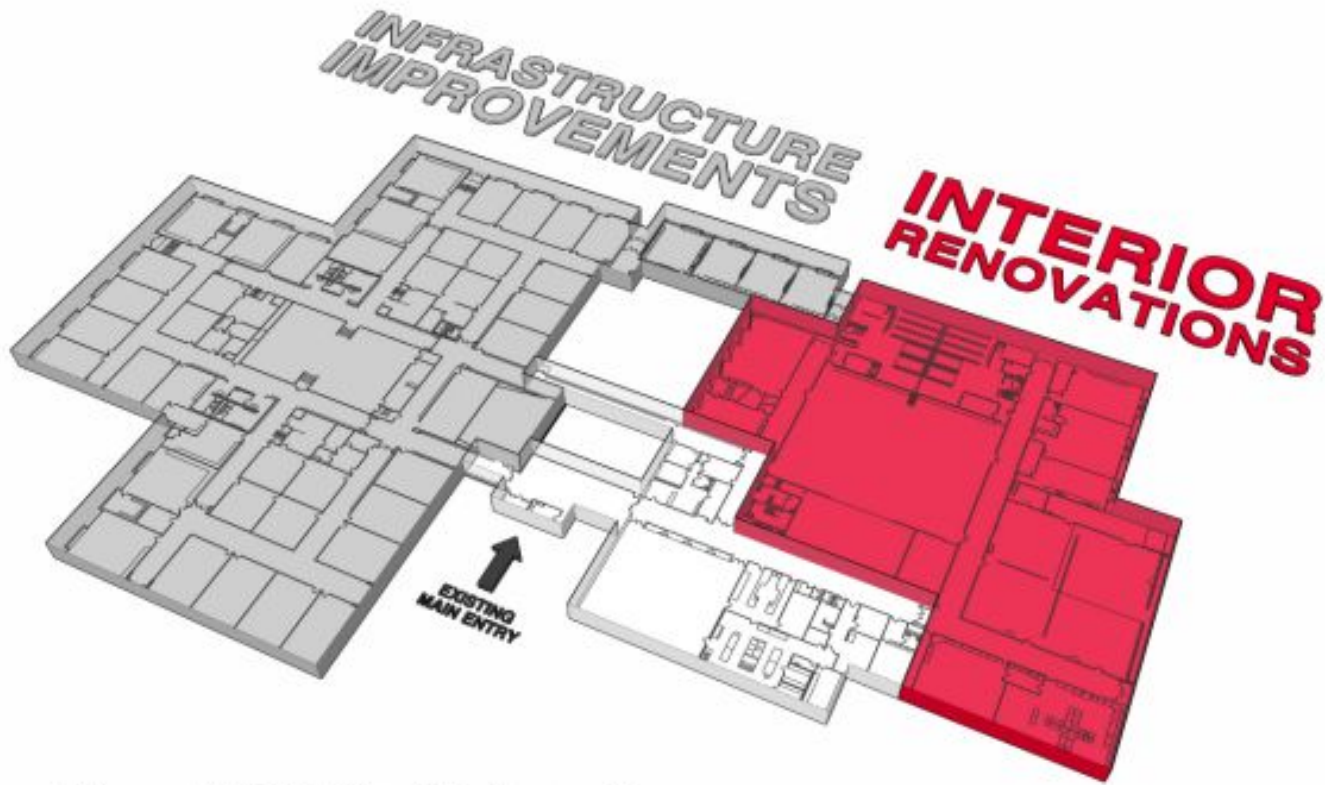 INFRASTRUCTURE
IMPROVEMENTS
INTERIOR
RENOVATIONS
EXISTING
MAIN ENTRY